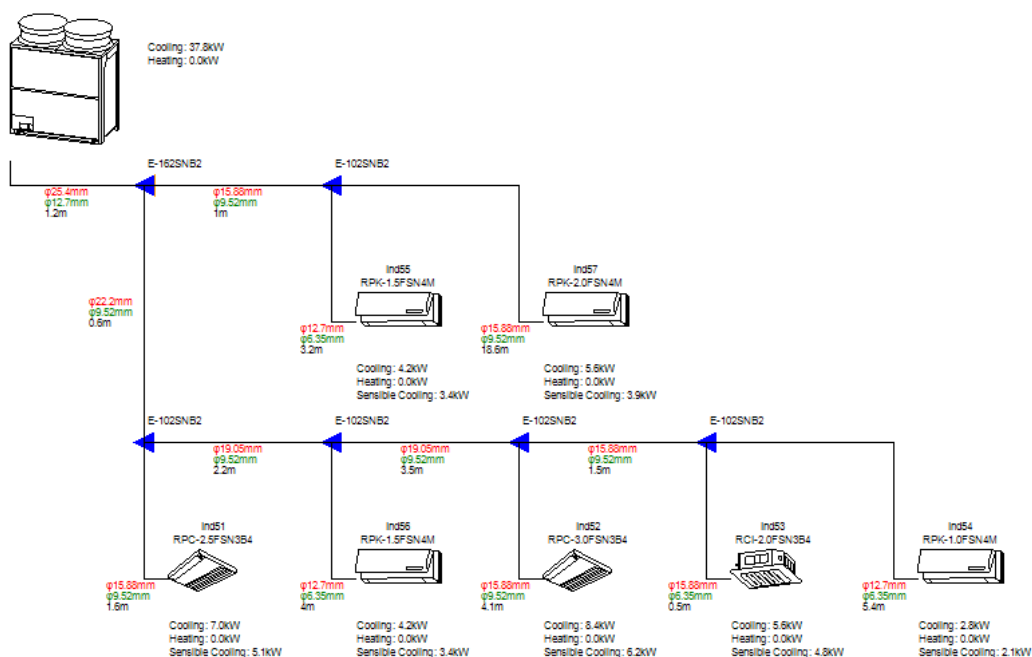 Cooling: 37.8kW
Heating: 0.0kW
E-162SNB2
E-102SNB2
φ25.4mm
φ12.7mm
1.2m
φ15.88mm
φ9.52mm
1m
Ind55
RPK-1.5FSN4M
Ind57
RPK-2.0FSN4M
φ22.2mm
φ9.52mm
0.6m
φ12.7mm
φ6.35mm
3.2m
φ15.88mm
φ9.52mm
18.6m
Cooling: 4.2kW
Heating: 0.0kW
Sensible Cooling: 3.4kW
Cooling: 5.6kW
Heating: 0.0kW
Sensible Cooling: 3.9kW
E-102SNB2
E-102SNB2
E-102SNB2
E-102SNB2
φ19.05mm
φ9.52mm
2.2m
φ19.05mm
φ9.52mm
3.5m
φ15.88mm
φ9.52mm
1.5m
Ind51
RPC-2.5FSN3B4
Ind56
RPK-1.5FSN4M
Ind52
RPC-3.0FSN3B4
Ind53
RCI-2.0FSN3B4
Ind54
RPK-1.0FSN4M
φ15.88mm
φ9.52mm
1.6m
φ12.7mm
φ6.35mm
4m
φ15.88mm
φ9.52mm
4.1m
φ15.88mm
φ6.35mm
0.5m
φ12.7mm
φ6.35mm
5.4m
Cooling: 7.0kW
Heating: 0.0kW
Sensible Cooling: 5.1kW
Cooling: 4.2kW
Heating: 0.0kW
Sensible Cooling: 3.4kW
Cooling: 8.4kW
Heating: 0.0kW
Sensible Cooling: 6.2kW
Cooling: 5.6kW
Heating: 0.0kW
Sensible Cooling: 4.8kW
Cooling: 2.8kW
Heating: 0.0kW
Sensible Cooling: 2.1kW